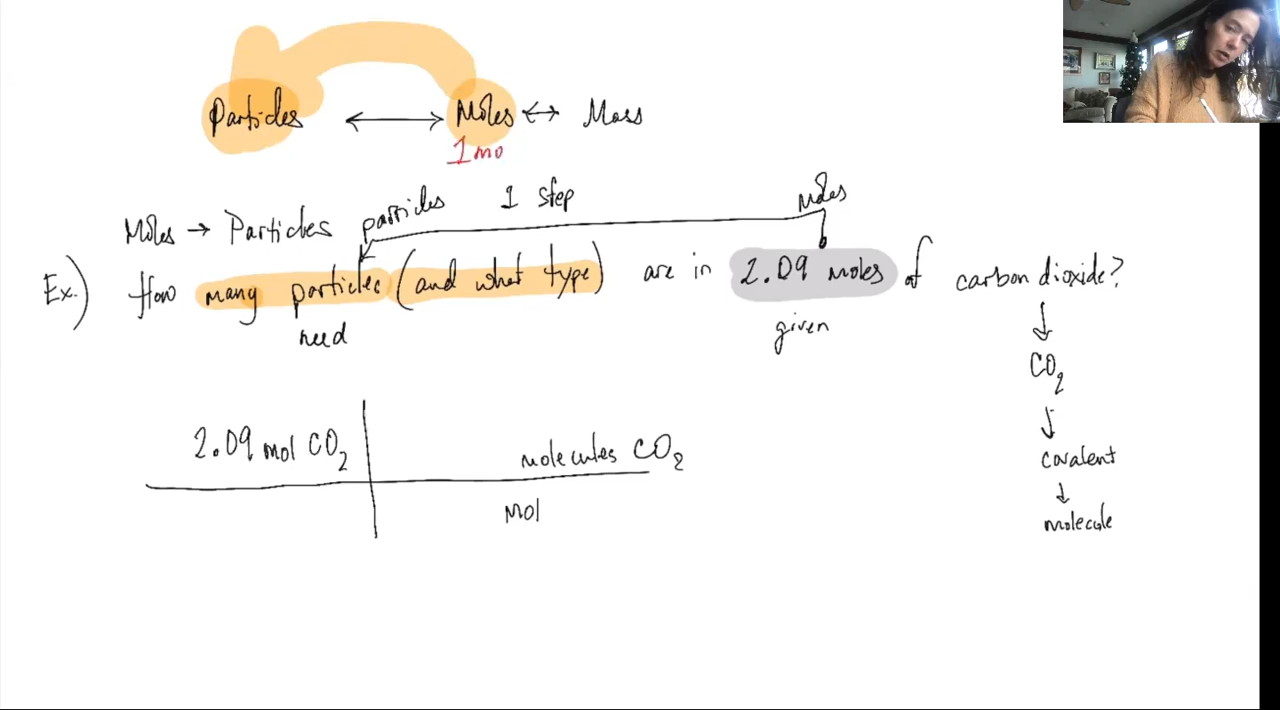 Particles ⟷ Moles ↔ Mass
1 mo
Moles → Particles particles 1 step Moles
Ex.) How many particles (and what type) are in 2.09 moles of carbon dioxide?
need given
↓
CO₂
↓
covalent
↓
molecule
2.09 mol CO₂ molecules CO₂
mol